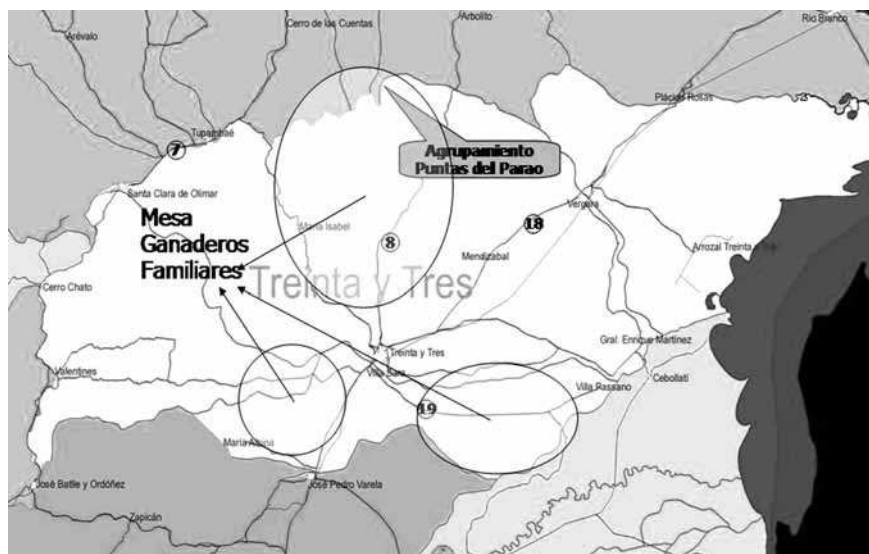 Arévalo
Cerro de las Cuentas
Arbolito
Río Branco
Plácido Rosas
7
Tupambaé
Agrupamiento
Puntas del Parao
Santa Clara de Olimar
Vergara
Mesa
Ganaderos
Familiares
María Isabel
18
8
Mendizabal
Arrozal Treinta y Tres
Cerro Chato
Treinta y Tres
Gral. Enrique Martínez
Treinta y Tres
Valentines
Villa Sara
Cebollatí
Villa Passano
19
María Albina
José Batlle y Ordóñez
José Pedro Varela
Zapicán